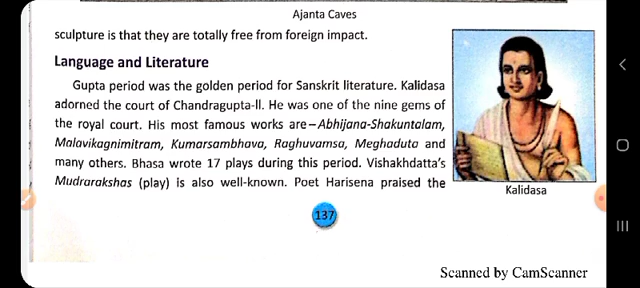 Ajanta Caves
sculpture is that they are totally free from foreign impact.
Language and Literature
Gupta period was the golden period for Sanskrit literature. Kalidasa
adorned the court of Chandragupta-II. He was one of the nine gems of
the royal court. His most famous works are–Abhijana-Shakuntalam,
Malavikagnimitram, Kumarsambhava, Raghuvamsa, Meghaduta and
many others. Bhasa wrote 17 plays during this period. Vishakhdatta's
Mudrarakshas (play) is also well-known. Poet Harisena praised the
Kalidasa
137
Scanned by CamScanner